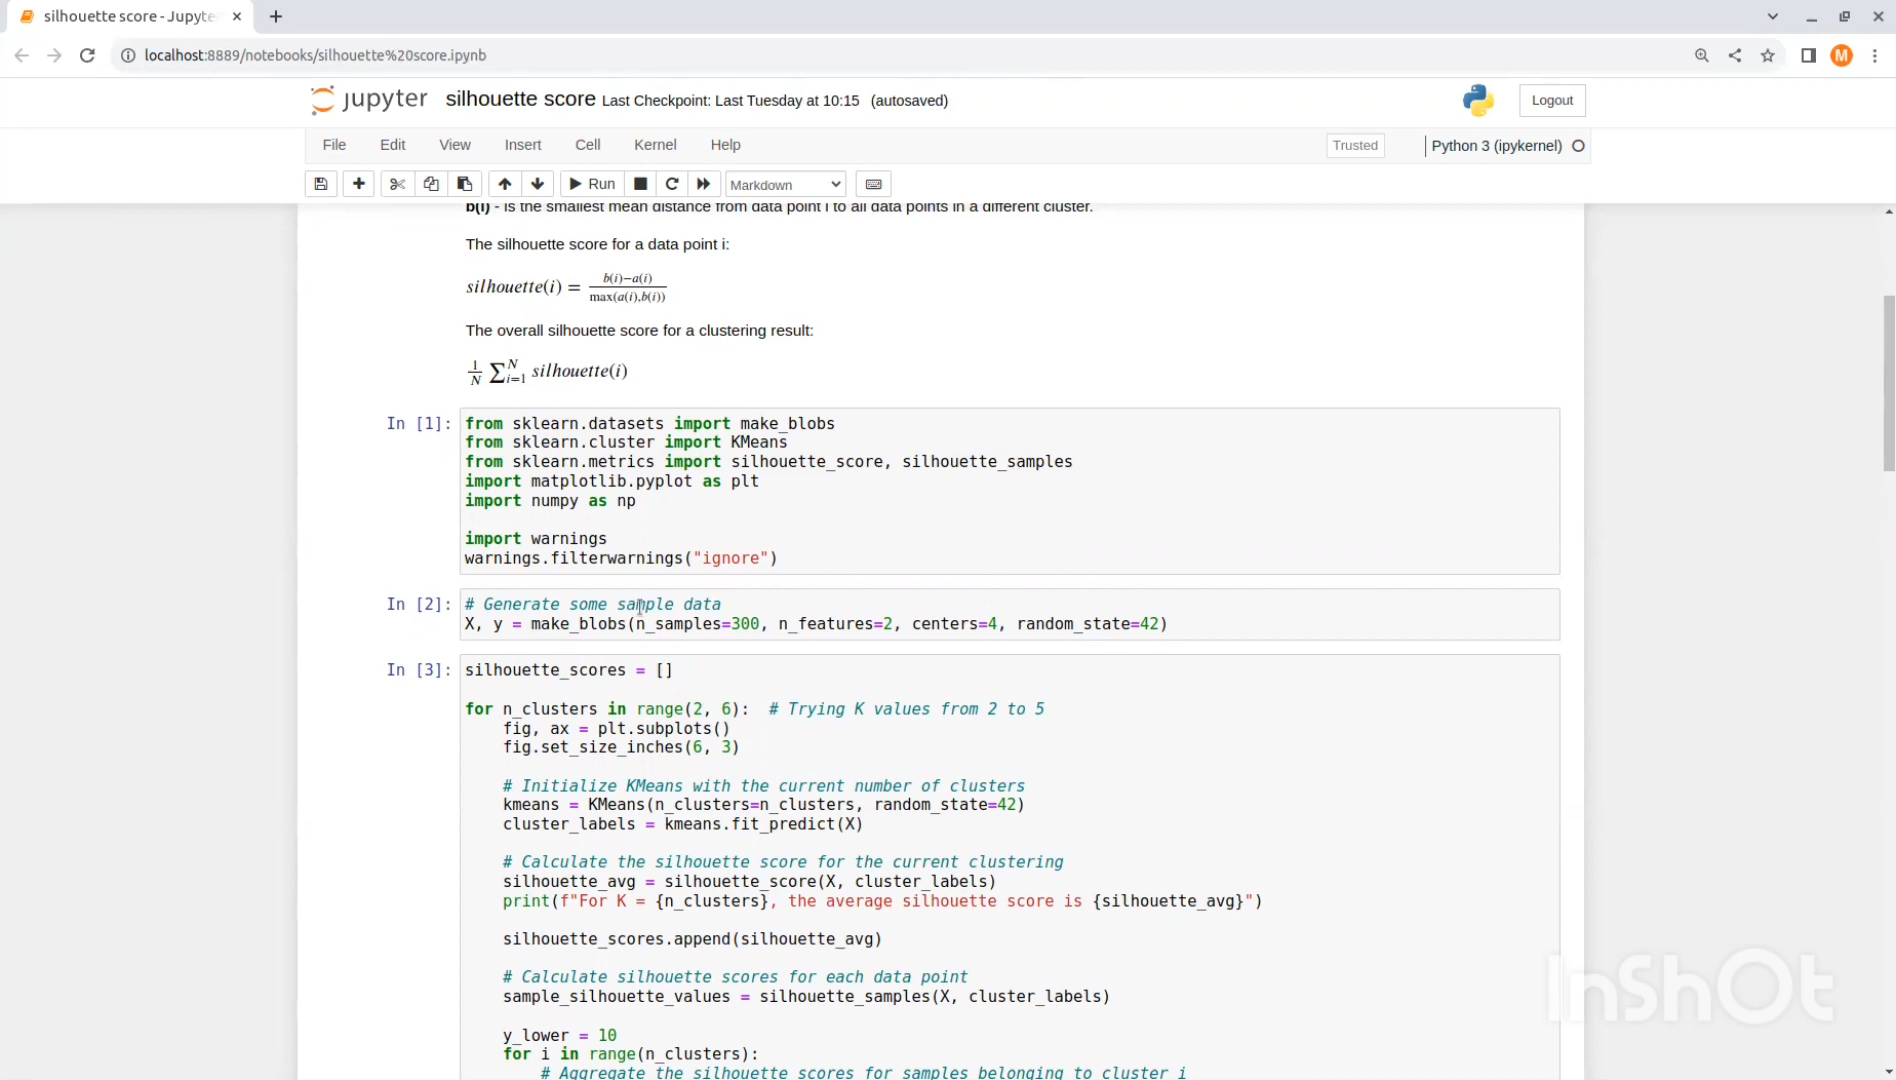 silhouette score - Jupyte
localhost:8889/notebooks/silhouette%20score.ipynb
M
jupyter silhouette score Last Checkpoint: Last Tuesday at 10:15 (autosaved)
Logout
File Edit View Insert Cell Kernel Help
Trusted
Python 3 (ipykernel)
Run
Markdown
b(i) - is the smallest mean distance from data point i to all data points in a different cluster.
The silhouette score for a data point i:
silhouette(i) = b(i)−a(i) / max(a(i),b(i))
The overall silhouette score for a clustering result:
1/N ∑ N i=1 silhouette(i)
In [1]: from sklearn.datasets import make_blobs
from sklearn.cluster import KMeans
from sklearn.metrics import silhouette_score, silhouette_samples
import matplotlib.pyplot as plt
import numpy as np
import warnings
warnings.filterwarnings("ignore")
In [2]: # Generate some sample data
X, y = make_blobs(n_samples=300, n_features=2, centers=4, random_state=42)
In [3]: silhouette_scores = []
for n_clusters in range(2, 6):  # Trying K values from 2 to 5
fig, ax = plt.subplots()
fig.set_size_inches(6, 3)
# Initialize KMeans with the current number of clusters
kmeans = KMeans(n_clusters=n_clusters, random_state=42)
cluster_labels = kmeans.fit_predict(X)
# Calculate the silhouette score for the current clustering
silhouette_avg = silhouette_score(X, cluster_labels)
print(f"For K = {n_clusters}, the average silhouette score is {silhouette_avg}")
silhouette_scores.append(silhouette_avg)
# Calculate silhouette scores for each data point
sample_silhouette_values = silhouette_samples(X, cluster_labels)
y_lower = 10
for i in range(n_clusters):
# Aggregate the silhouette scores for samples belonging to cluster i
InShOt